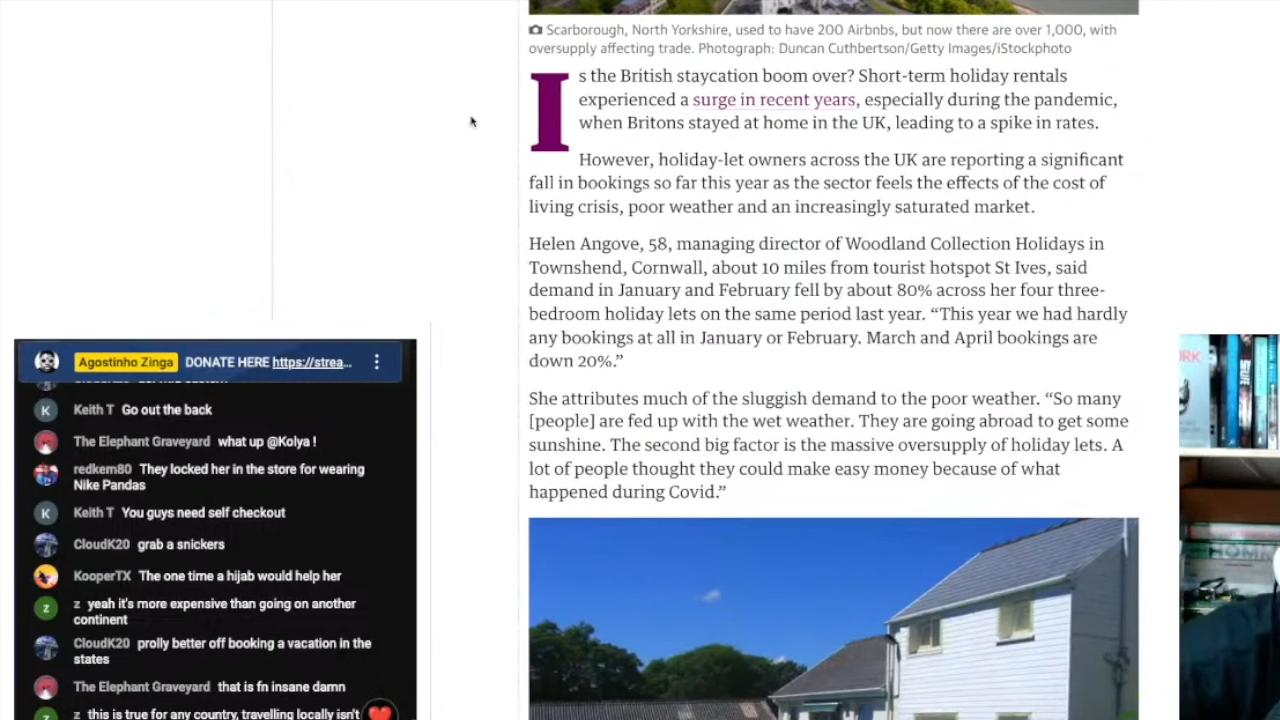 Scarborough, North Yorkshire, used to have 200 Airbnbs, but now there are over 1,000, with
oversupply affecting trade. Photograph: Duncan Cuthbertson/Getty Images/iStockphoto
Is the British staycation boom over? Short-term holiday rentals
experienced a surge in recent years, especially during the pandemic,
when Britons stayed at home in the UK, leading to a spike in rates.
However, holiday-let owners across the UK are reporting a significant
fall in bookings so far this year as the sector feels the effects of the cost of
living crisis, poor weather and an increasingly saturated market.
Helen Angove, 58, managing director of Woodland Collection Holidays in
Townshend, Cornwall, about 10 miles from tourist hotspot St Ives, said
demand in January and February fell by about 80% across her four three-
bedroom holiday lets on the same period last year. “This year we had hardly
any bookings at all in January or February. March and April bookings are
down 20%.”
She attributes much of the sluggish demand to the poor weather. “So many
[people] are fed up with the wet weather. They are going abroad to get some
sunshine. The second big factor is the massive oversupply of holiday lets. A
lot of people thought they could make easy money because of what
happened during Covid.”
Agostinho Zinga DONATE HERE https://strea...
K Keith T Go out the back
The Elephant Graveyard what up @Kolya !
redkem80 They locked her in the store for wearing
Nike Pandas
K Keith T You guys need self checkout
CloudK20 grab a snickers
KooperTX The one time a hijab would help her
z z yeah it's more expensive than going on another
continent
CloudK20 prolly better off booking a vacation in the
states
The Elephant Graveyard that is fn insane damn
z z this is true for any country, travelling locally isn't